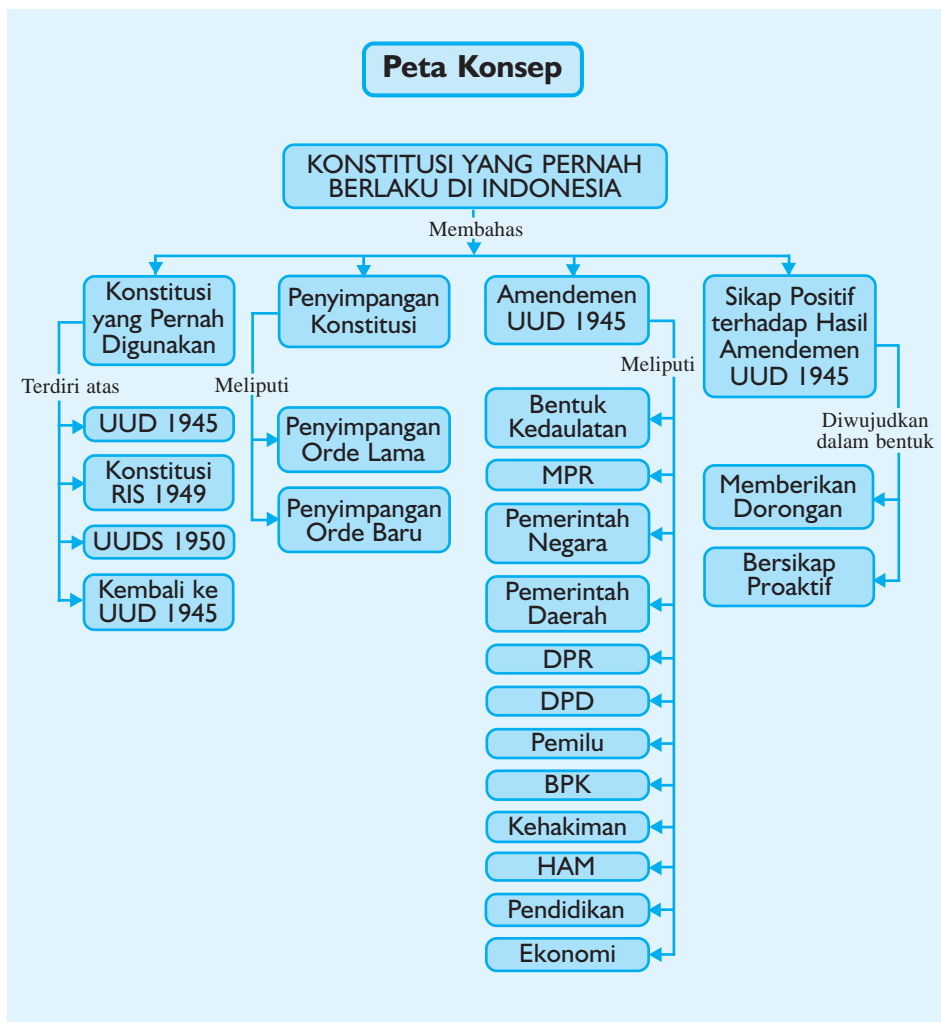 Peta Konsep
KONSTITUSI YANG PERNAH
BERLAKU DI INDONESIA
Membahas
Konstitusi
yang Pernah
Digunakan
Terdiri atas
UUD 1945
Konstitusi
RIS 1949
UUDS 1950
Kembali ke
UUD 1945
Penyimpangan
Konstitusi
Meliputi
Penyimpangan
Orde Lama
Penyimpangan
Orde Baru
Amendemen
UUD 1945
Meliputi
Bentuk
Kedaulatan
MPR
Pemerintah
Negara
Pemerintah
Daerah
DPR
DPD
Pemilu
BPK
Kehakiman
HAM
Pendidikan
Ekonomi
Sikap Positif
terhadap Hasil
Amendemen
UUD 1945
Diwujudkan
dalam bentuk
Memberikan
Dorongan
Bersikap
Proaktif